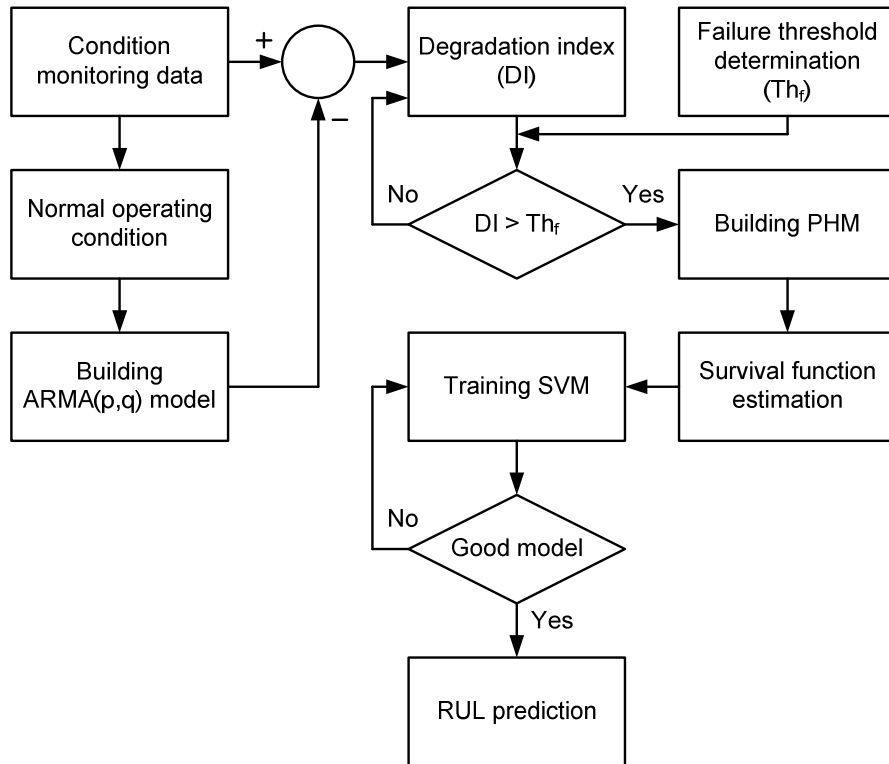 Condition
monitoring data
+
−
Degradation index
(DI)
Failure threshold
determination
(Thf)
Normal operating
condition
No
DI > Thf
Yes
Building PHM
Building
ARMA(p,q) model
Training SVM
Survival function
estimation
No
Good model
Yes
RUL prediction